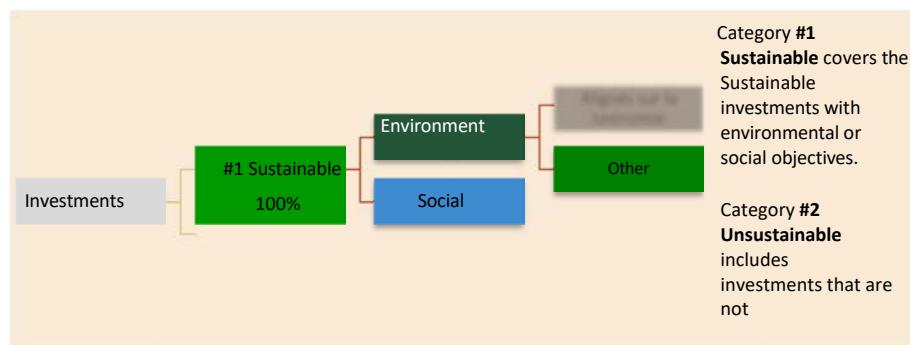 Investments
#1 Sustainable
100%
Environment
Social
Other
Category #1
Sustainable covers the
Sustainable
investments with
environmental or
social objectives.
Category #2
Unsustainable
includes
investments that are
not